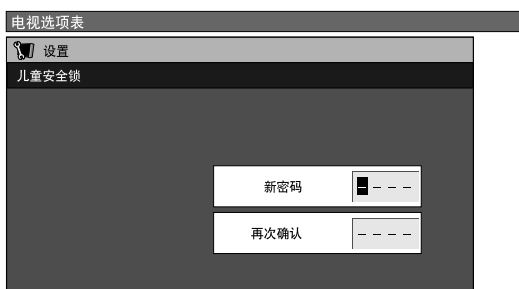 电视选项表
设置
儿童安全锁
新密码 – – – –
再次确认 – – – –